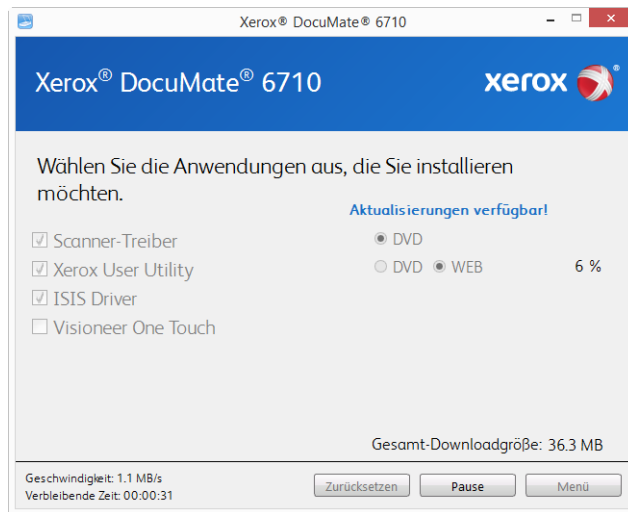 Xerox® DocuMate® 6710
Xerox® DocuMate® 6710
xerox®
Wählen Sie die Anwendungen aus, die Sie installieren
möchten.
Aktualisierungen verfügbar!
Scanner-Treiber DVD
Xerox User Utility DVD WEB 6 %
ISIS Driver
Visioneer One Touch
Gesamt-Downloadgröße: 36.3 MB
Geschwindigkeit: 1.1 MB/s
Verbleibende Zeit: 00:00:31
Zurücksetzen Pause Menü